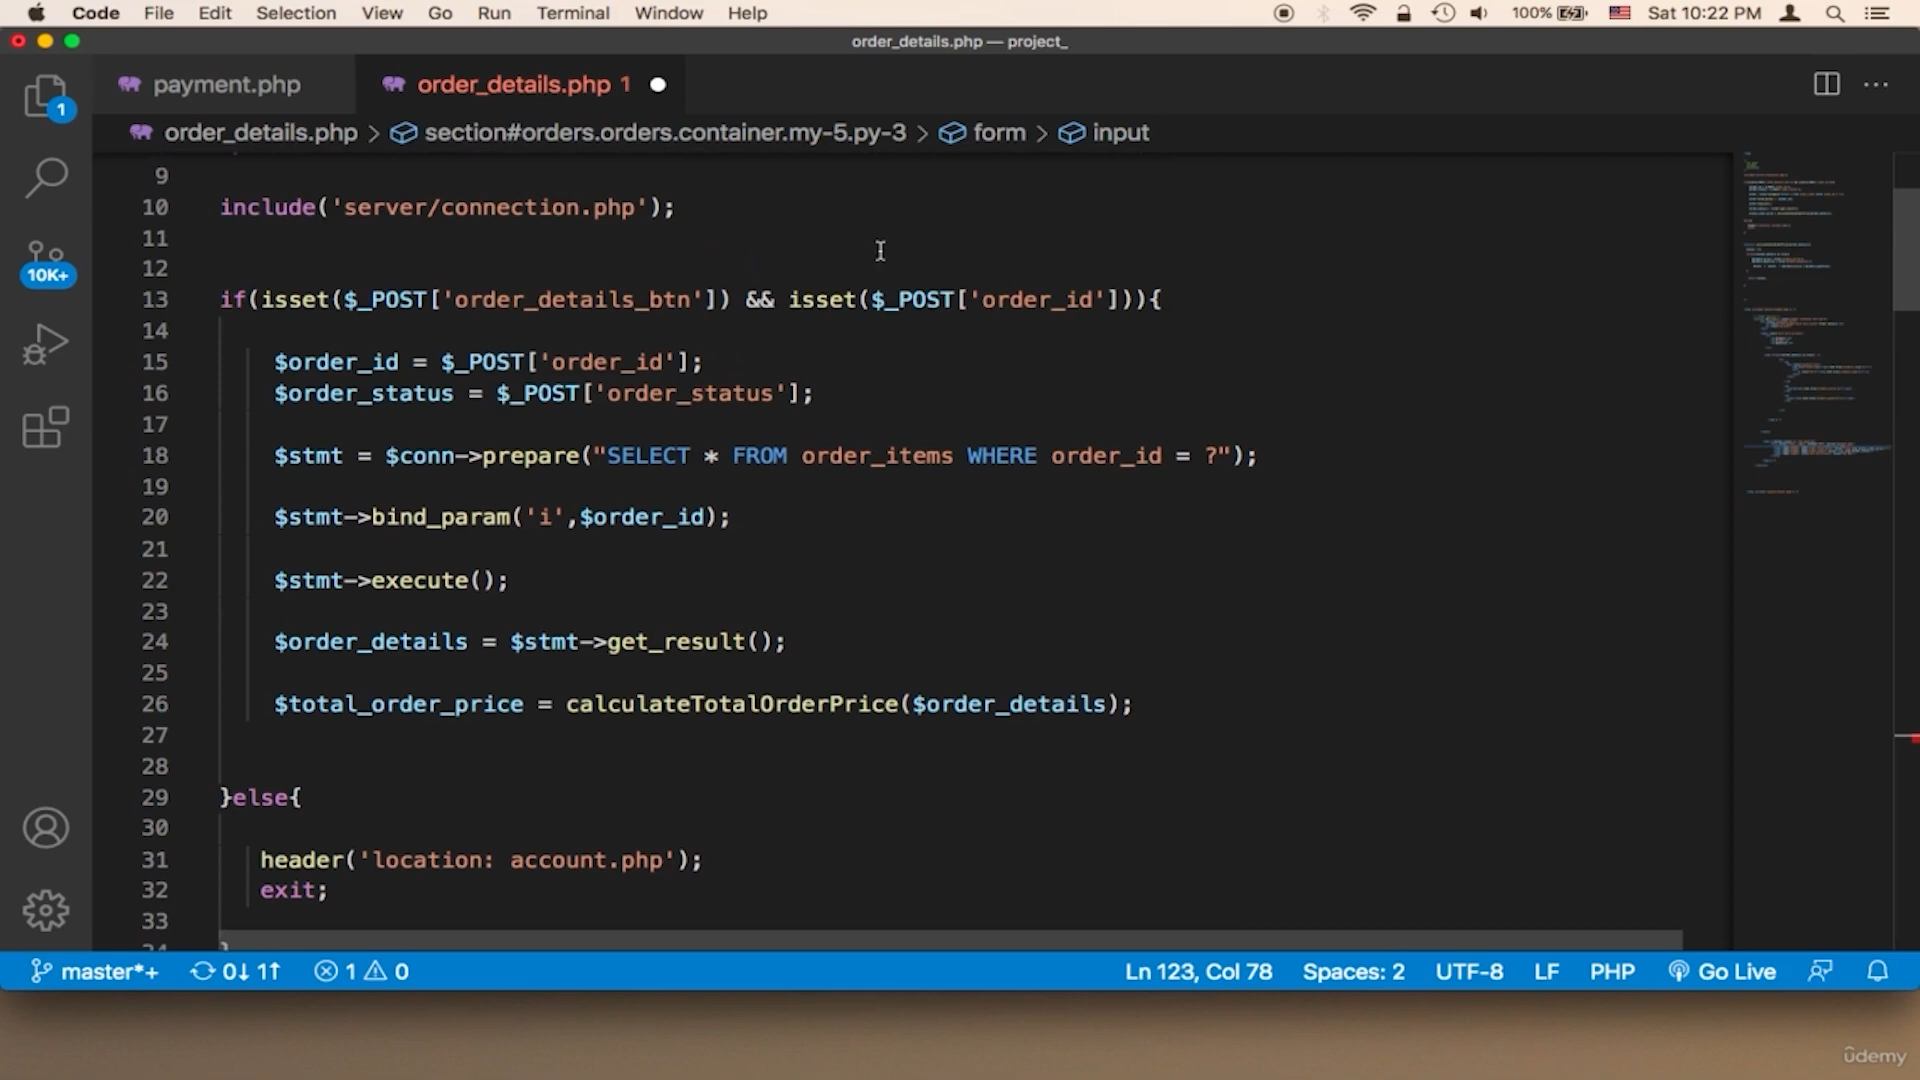 Code File Edit Selection View Go Run Terminal Window Help 100% Sat 10:22 PM
order_details.php — project_
payment.php order_details.php 1
1
order_details.php > section#orders.orders.container.my-5.py-3 > form > input
9
10 include('server/connection.php');
11
12
10K+
13 if(isset($_POST['order_details_btn']) && isset($_POST['order_id'])){
14
15 $order_id = $_POST['order_id'];
16 $order_status = $_POST['order_status'];
17
18 $stmt = $conn->prepare("SELECT * FROM order_items WHERE order_id = ?");
19
20 $stmt->bind_param('i',$order_id);
21
22 $stmt->execute();
23
24 $order_details = $stmt->get_result();
25
26 $total_order_price = calculateTotalOrderPrice($order_details);
27
28
29 }else{
30
31 header('location: account.php');
32 exit;
33
34 }
master*+ 0↓ 1↑ 1 0 Ln 123, Col 78 Spaces: 2 UTF-8 LF PHP Go Live
ûdemy